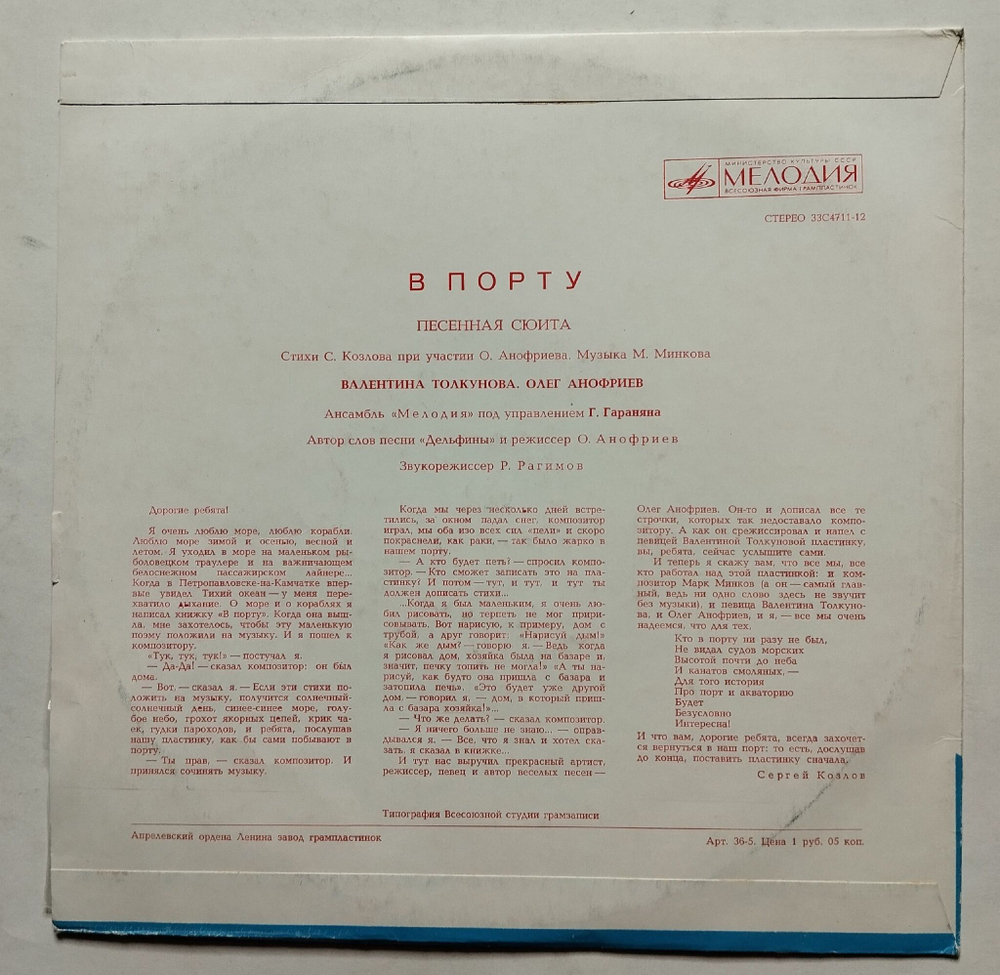 МИНИСТЕРСТВО КУЛЬТУРЫ СССР
МЕЛОДИЯ
ВСЕСОЮЗНАЯ ФИРМА ГРАМПЛАСТИНОК
СТЕРЕО 33С4711-12
В ПОРТУ
ПЕСЕННАЯ СЮИТА
Стихи С. Козлова при участии О. Анофриева. Музыка М. Минкова
ВАЛЕНТИНА ТОЛКУНОВА. ОЛЕГ АНОФРИЕВ
Ансамбль «Мелодия» под управлением Г. Гараняна
Автор слов песни «Дельфины» и режиссер О. Анофриев
Звукорежиссер Р. Рагимов
Дорогие ребята!
Я очень люблю море, люблю корабли.
Люблю море зимой и осенью, весной и
летом. Я уходил в море на маленьком ры-
боловецком траулере и на важничающем
белоснежном пассажирском лайнере...
Когда в Петропавловске-на-Камчатке впер-
вые увидел Тихий океан — у меня пере-
хватило дыхание. О море и о кораблях я
написал книжку «В порту». Когда она выш-
ла, мне захотелось, чтобы эту маленькую
поэму положили на музыку. И я пошел к
композитору.
«Тук, тук, тук!» — постучал я.
— Да-Да! — сказал композитор: он был
дома.
— Вот, — сказал я. — Если эти стихи по-
ложить на музыку, получится солнечный-
солнечный день, синее-синее море, голу-
бое небо, грохот якорных цепей, крик ча-
ек, гудки пароходов, и ребята, послушав
нашу пластинку, как бы сами побывают в
порту.
— Ты прав, — сказал композитор. И
принялся сочинять музыку.
Когда мы через несколько дней встре-
тились, за окном падал снег, композитор
играл, мы оба изо всех сил «пели» и скоро
покраснели, как раки, — так было жарко в
нашем порту.
— А кто будет петь? — спросил компо-
зитор. — Кто сможет записать это на пла-
стинку? И потом — тут, и тут, и тут ты
должен дописать стихи...
...Когда я был маленьким, я очень лю-
бил рисовать, но терпеть не мог прири-
совывать. Вот нарисую, к примеру, дом с
трубой, а друг говорит: «Нарисуй дым!»
«Как же дым? — говорю я. — Ведь когда
я рисовал дом, хозяйка была на базаре и,
значит, печку топить не могла!» «А ты на-
рисуй, как будто она пришла с базара и
затопила печь». «Это будет уже другой
дом, — говорил я, — дом, в который приш-
ла с базара хозяйка!»...
— Что же делать? — сказал композитор.
— Я ничего больше не знаю... — оправ-
дывался я. — Все, что я знал и хотел ска-
зать, я сказал в книжке...
И тут нас выручил прекрасный артист,
режиссер, певец и автор веселых песен —
Олег Анофриев. Он-то и дописал все те
строчки, которых так недоставало компо-
зитору. А как он срежиссировал и напел с
певицей Валентиной Толкуновой пластинку,
вы, ребята, сейчас услышите сами.
И теперь я скажу вам, что все мы, все
кто работал над этой пластинкой: и ком-
позитор Марк Минков (а он — самый глав-
ный, ведь ни одно слово здесь не звучит
без музыки), и певица Валентина Толкуно-
ва, и Олег Анофриев, и я, — все мы очень
надеемся, что для тех,
Кто в порту ни разу не был,
Не видал судов морских
Высотой почти до неба
И канатов смоляных, —
Для того история
Про порт и акваторию
Будет
Безусловно
Интересна!
И что вам, дорогие ребята, всегда захочет-
ся вернуться в наш порт: то есть, дослушав
до конца, поставить пластинку сначала.
Сергей Козлов
Типография Всесоюзной студии грамзаписи
Апрелевский ордена Ленина завод грампластинок
Арт. 36-5. Цена 1 руб. 05 коп.